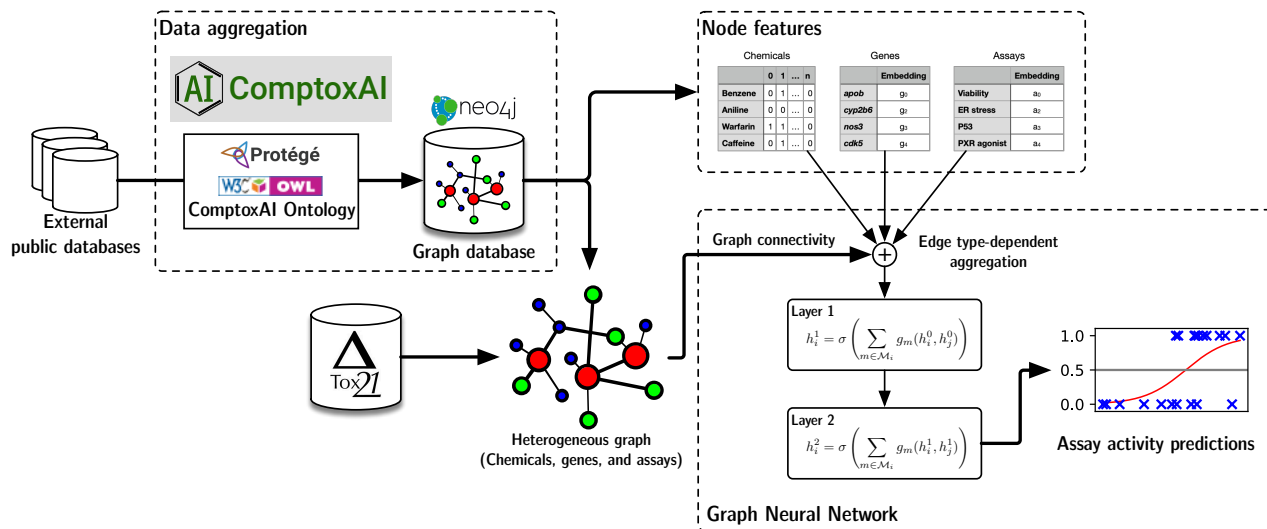 Data aggregation
AI ComptoxAI
neo4j
Protégé
W3C OWL
ComptoxAI Ontology
External
public databases
Graph database
Tox21
Heterogeneous graph
(Chemicals, genes, and assays)
Node features
Chemicals
0 1 ... n
Benzene 0 1 ... 0
Aniline 0 0 ... 0
Warfarin 1 1 ... 0
Caffeine 0 1 ... 0
Genes
Embedding
apob g₀
cyp2b6 g₂
nos3 g₃
cdk5 g₄
Assays
Embedding
Viability a₀
ER stress a₂
P53 a₃
PXR agonist a₄
Graph connectivity
+
Edge type-dependent
aggregation
Layer 1
h_i^1 = σ ( ∑_{m∈M_i} g_m(h_i^0, h_j^0) )
Layer 2
h_i^2 = σ ( ∑_{m∈M_i} g_m(h_i^1, h_j^1) )
1.0
0.5
0.0
Assay activity predictions
Graph Neural Network